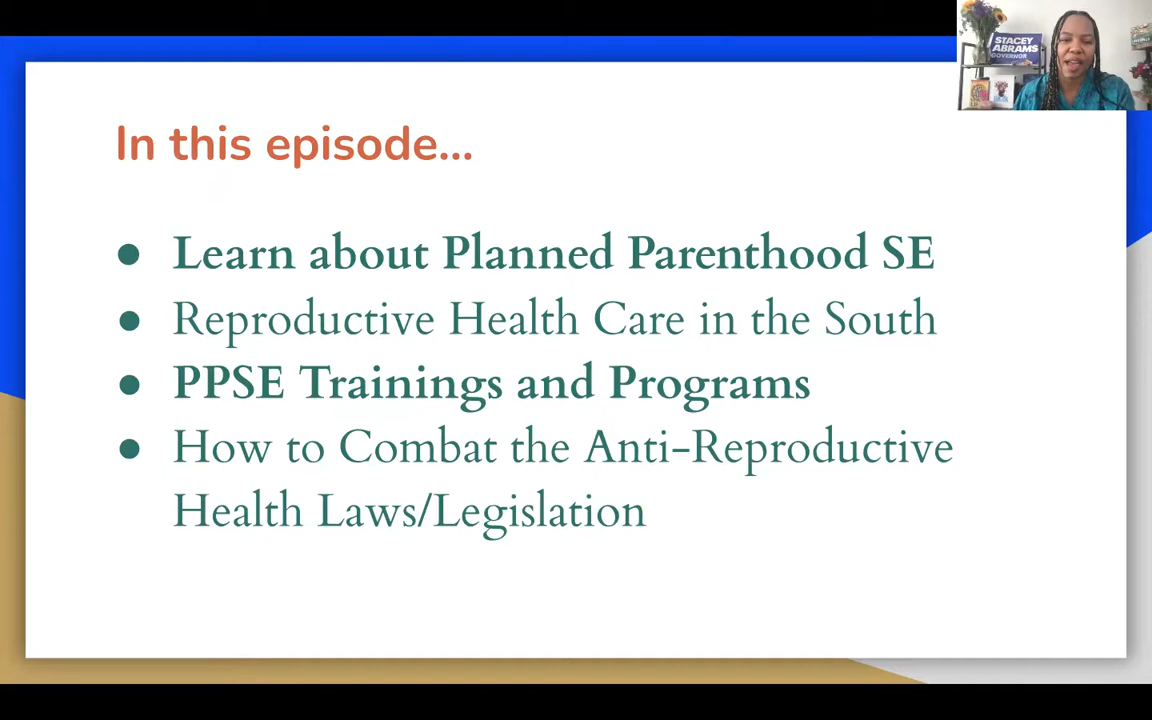 STACEY
ABRAMS
GOVERNOR
In this episode...
● Learn about Planned Parenthood SE
● Reproductive Health Care in the South
● PPSE Trainings and Programs
● How to Combat the Anti-Reproductive
Health Laws/Legislation